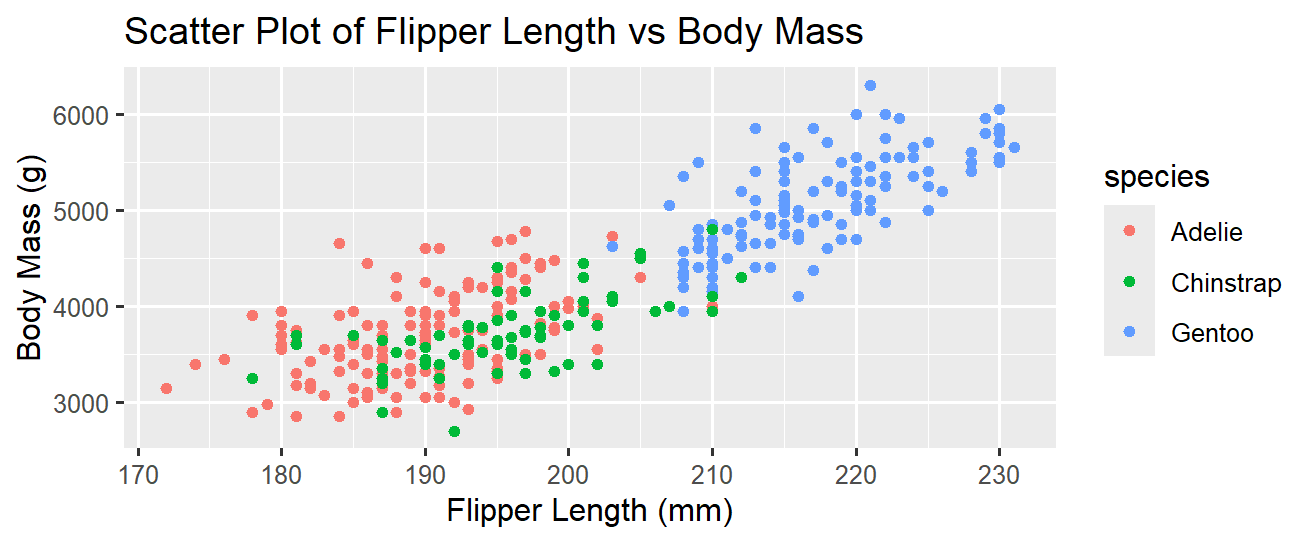 Scatter Plot of Flipper Length vs Body Mass
Body Mass (g)
6000
5000
4000
3000
170 180 190 200 210 220 230
Flipper Length (mm)
species
Adelie
Chinstrap
Gentoo